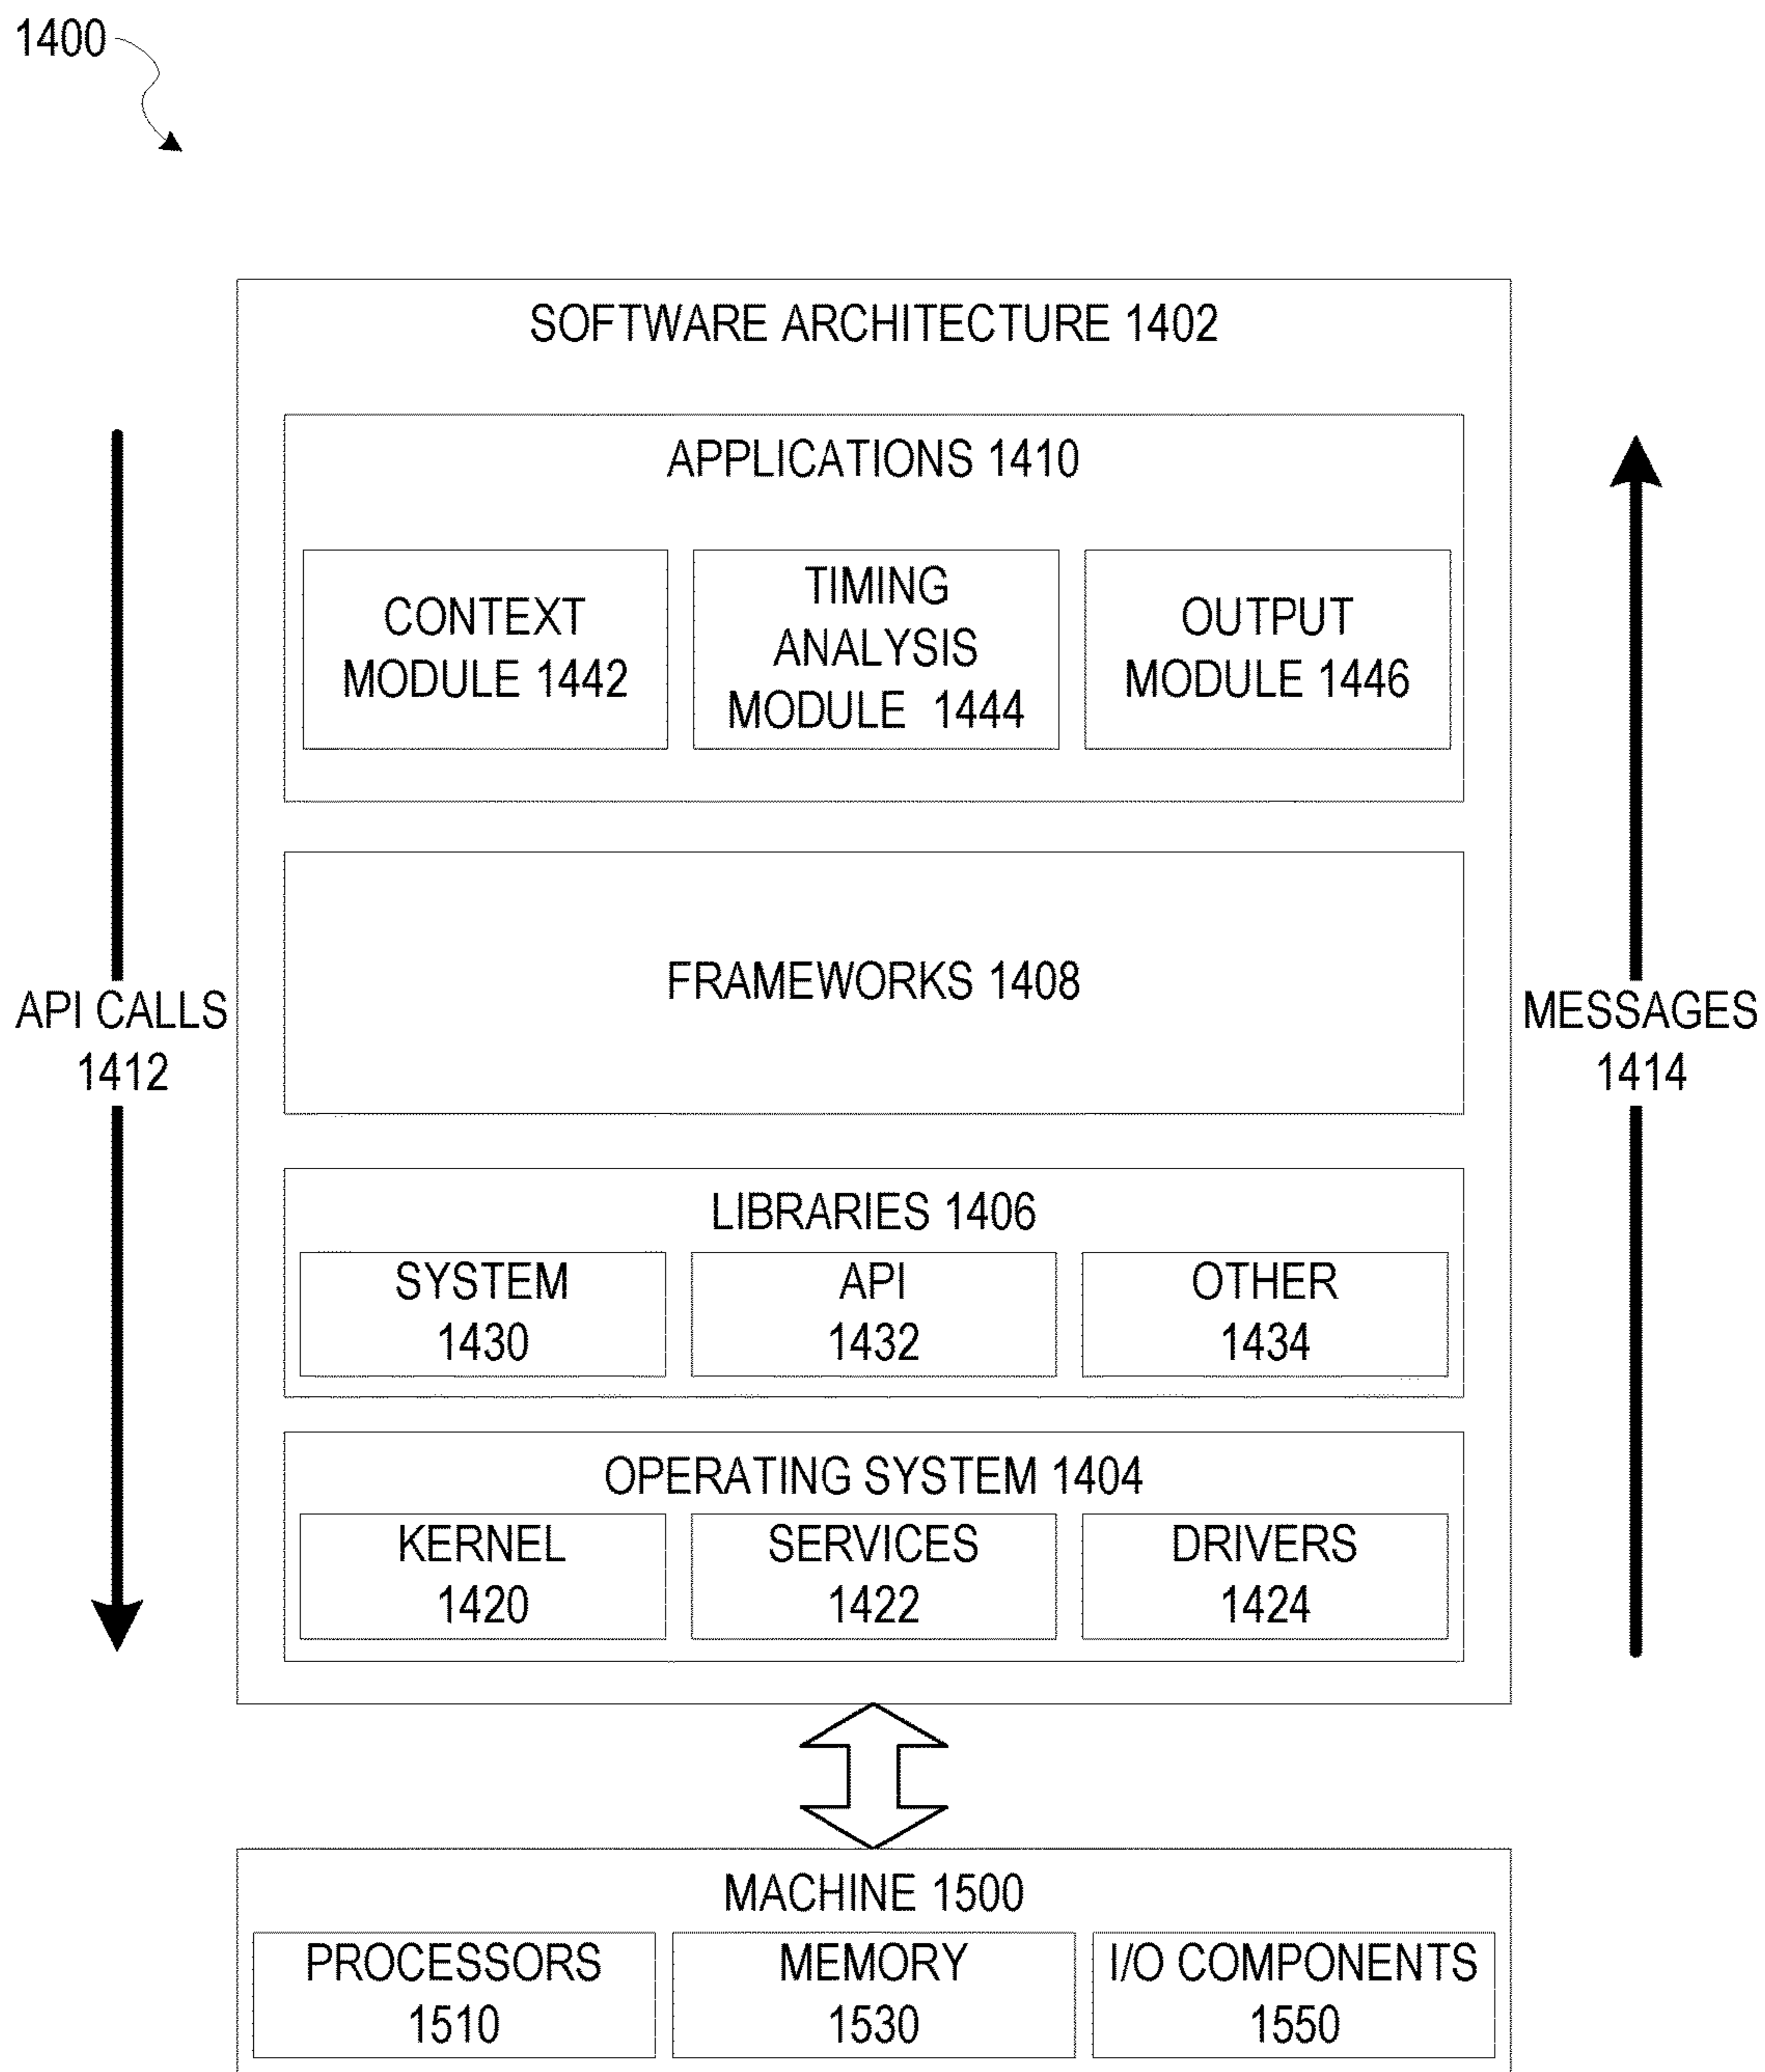 1400
SOFTWARE ARCHITECTURE 1402
APPLICATIONS 1410
CONTEXT
MODULE 1442
TIMING
ANALYSIS
MODULE 1444
OUTPUT
MODULE 1446
FRAMEWORKS 1408
API CALLS
1412
MESSAGES
1414
LIBRARIES 1406
SYSTEM
1430
API
1432
OTHER
1434
OPERATING SYSTEM 1404
KERNEL
1420
SERVICES
1422
DRIVERS
1424
MACHINE 1500
PROCESSORS
1510
MEMORY
1530
I/O COMPONENTS
1550